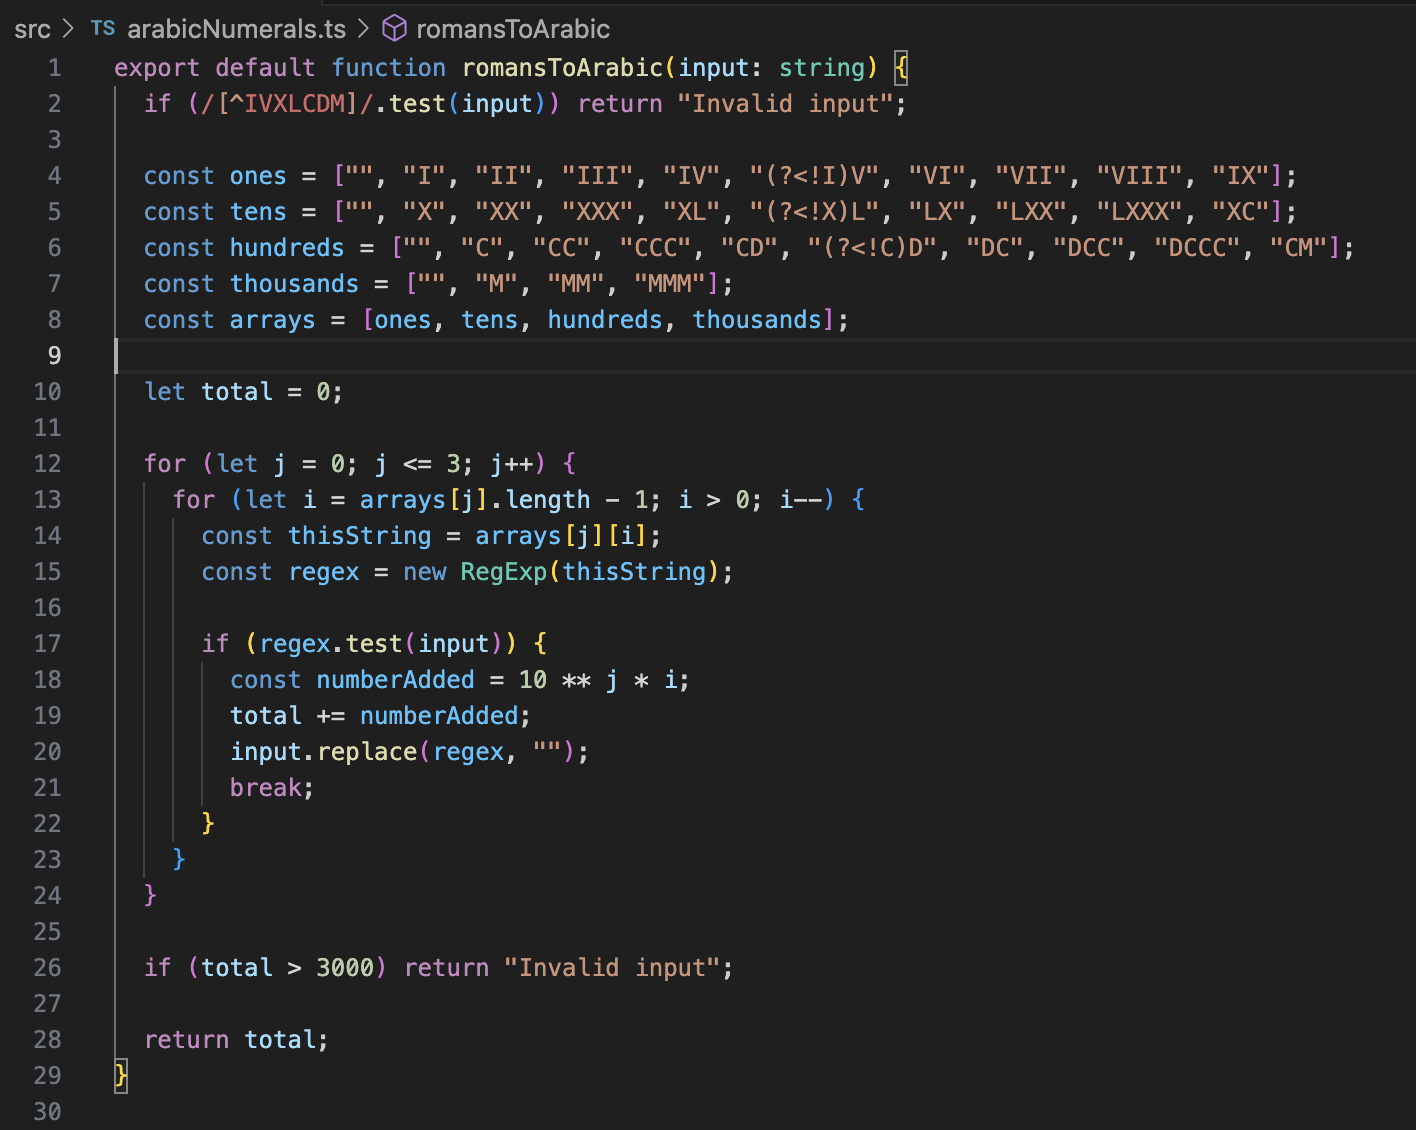 src > TS arabicNumerals.ts > romansToArabic
1 export default function romansToArabic(input: string) {
2   if (/[^IVXLCDM]/.test(input)) return "Invalid input";
3
4   const ones = ["", "I", "II", "III", "IV", "(?<!I)V", "VI", "VII", "VIII", "IX"];
5   const tens = ["", "X", "XX", "XXX", "XL", "(?<!X)L", "LX", "LXX", "LXXX", "XC"];
6   const hundreds = ["", "C", "CC", "CCC", "CD", "(?<!C)D", "DC", "DCC", "DCCC", "CM"];
7   const thousands = ["", "M", "MM", "MMM"];
8   const arrays = [ones, tens, hundreds, thousands];
9
10   let total = 0;
11
12   for (let j = 0; j <= 3; j++) {
13     for (let i = arrays[j].length - 1; i > 0; i--) {
14       const thisString = arrays[j][i];
15       const regex = new RegExp(thisString);
16
17       if (regex.test(input)) {
18         const numberAdded = 10 ** j * i;
19         total += numberAdded;
20         input.replace(regex, "");
21         break;
22       }
23     }
24   }
25
26   if (total > 3000) return "Invalid input";
27
28   return total;
29 }
30